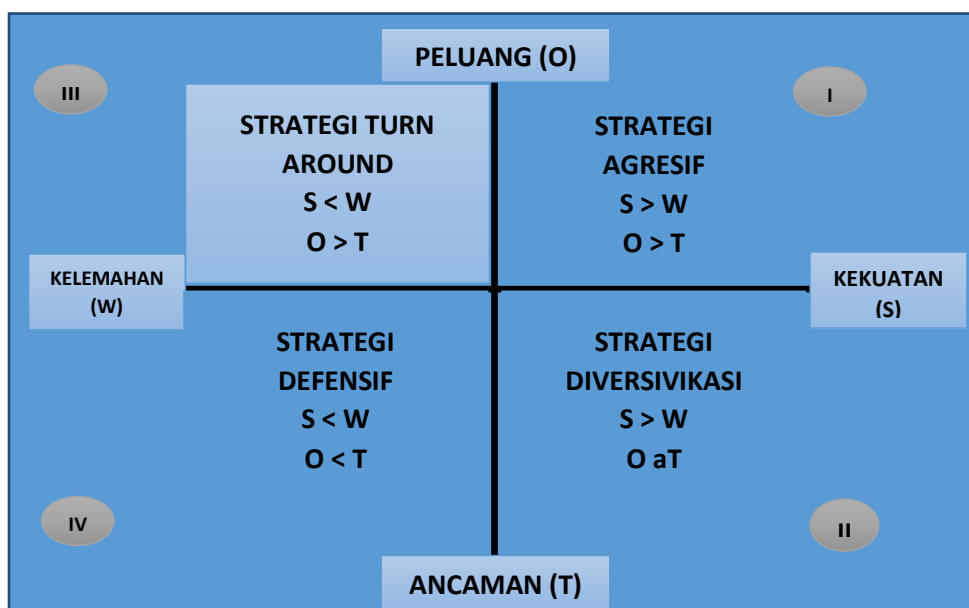 PELUANG (O)
III
I
STRATEGI TURN
AROUND
S < W
O > T
STRATEGI
AGRESIF
S > W
O > T
KELEMAHAN
(W)
KEKUATAN
(S)
STRATEGI
DEFENSIF
S < W
O < T
STRATEGI
DIVERSIVIKASI
S > W
O aT
IV
II
ANCAMAN (T)